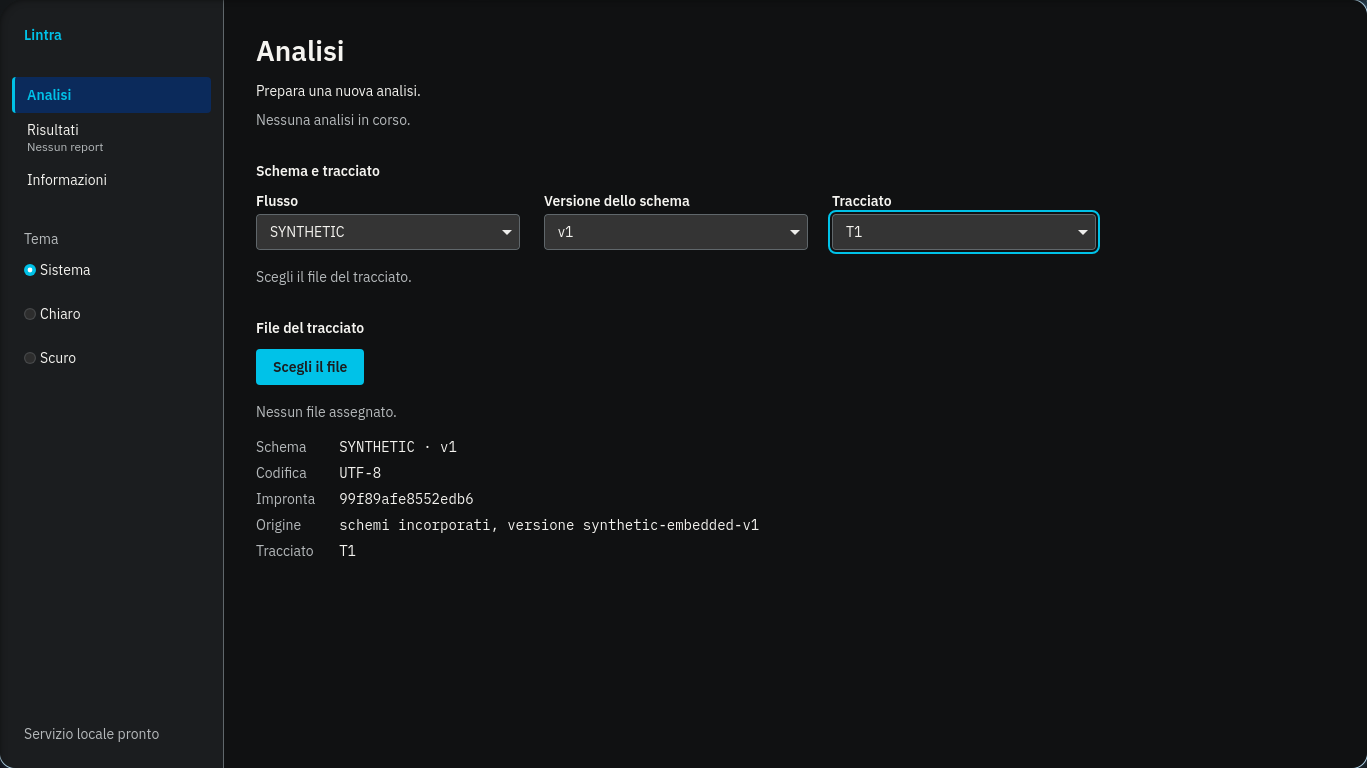 Lintra
Analisi
Risultati
Nessun report
Informazioni
Tema
Sistema
Chiaro
Scuro
Servizio locale pronto
Analisi
Prepara una nuova analisi.
Nessuna analisi in corso.
Schema e tracciato
Flusso
SYNTHETIC
Versione dello schema
v1
Tracciato
T1
Scegli il file del tracciato.
File del tracciato
Scegli il file
Nessun file assegnato.
Schema SYNTHETIC · v1
Codifica UTF-8
Impronta 99f89afe8552edb6
Origine schemi incorporati, versione synthetic-embedded-v1
Tracciato T1